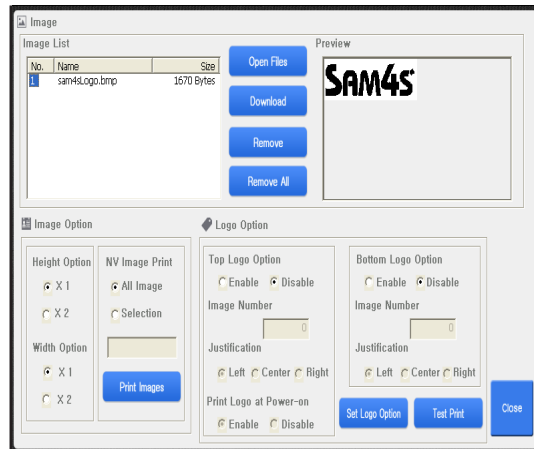 Image
Image List
No. Name Size
1 sam4sLogo.bmp 1670 Bytes
Open Files
Download
Remove
Remove All
Preview
SAM4S
Image Option
Height Option
X 1
X 2
Width Option
X 1
X 2
NV Image Print
All Image
Selection
Print Images
Logo Option
Top Logo Option
Enable Disable
Image Number
0
Justification
Left Center Right
Print Logo at Power-on
Enable Disable
Bottom Logo Option
Enable Disable
Image Number
0
Justification
Left Center Right
Set Logo Option
Test Print
Close